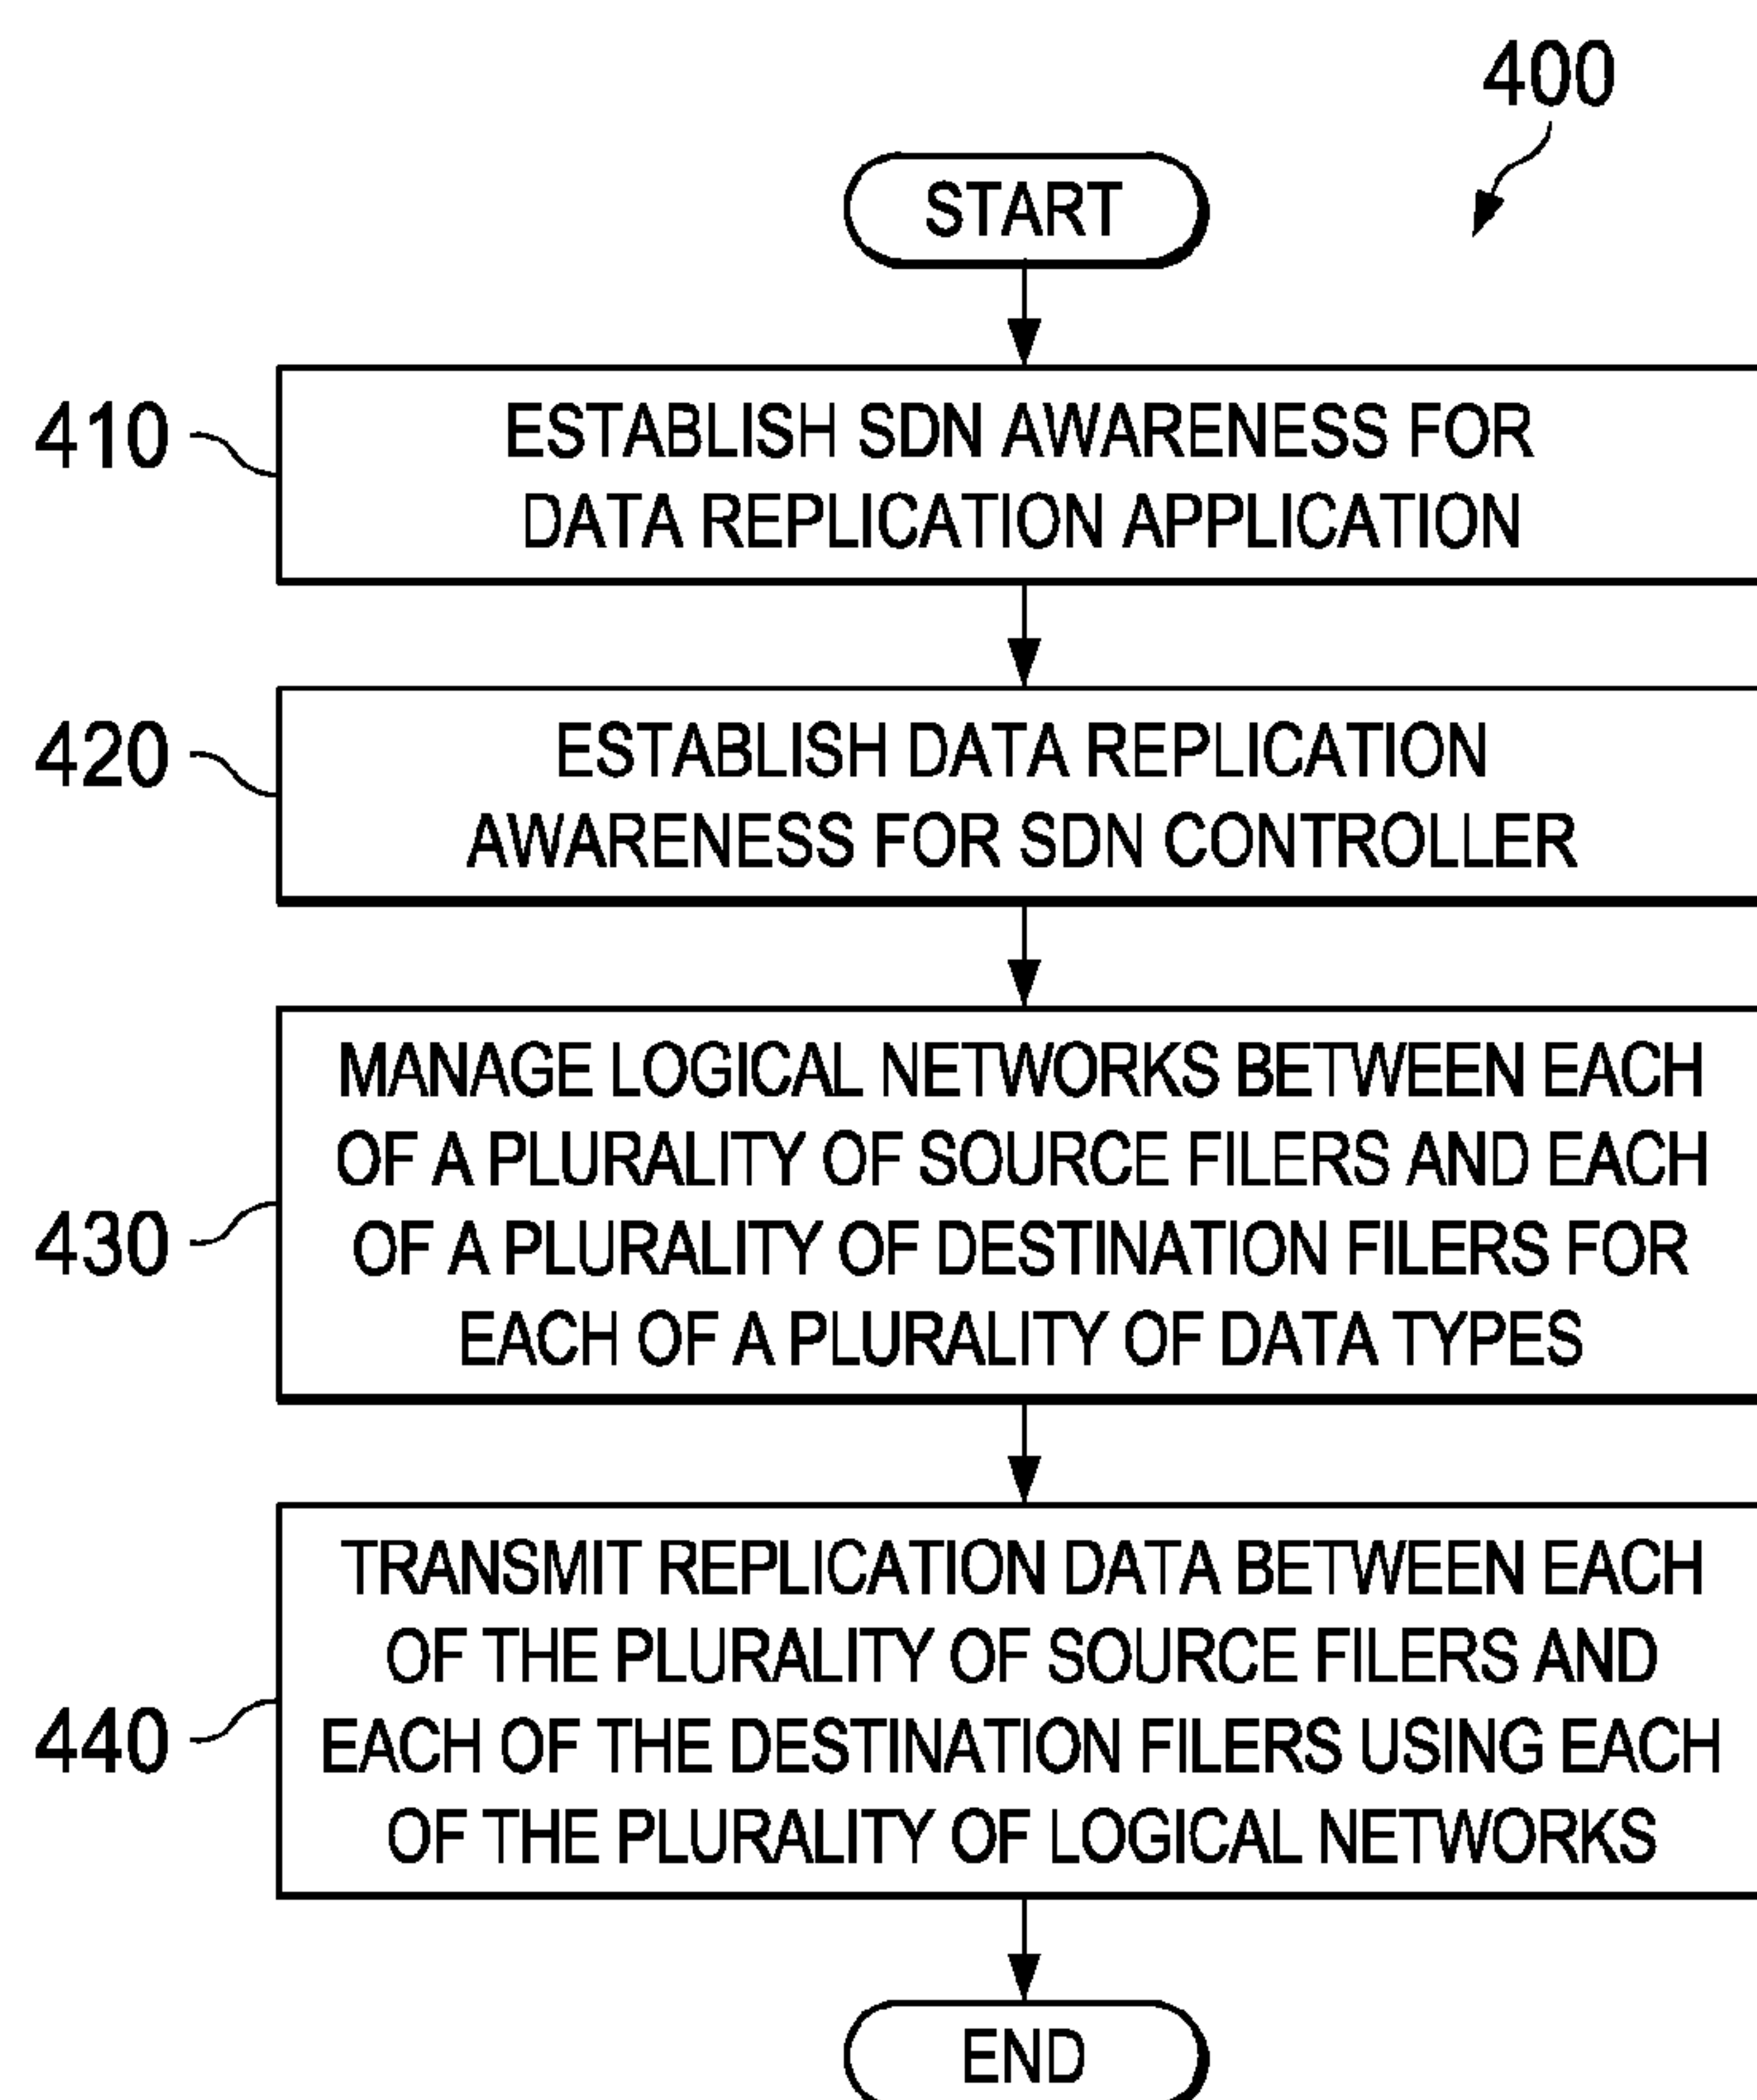 400
START
410
ESTABLISH SDN AWARENESS FOR
DATA REPLICATION APPLICATION
420
ESTABLISH DATA REPLICATION
AWARENESS FOR SDN CONTROLLER
430
MANAGE LOGICAL NETWORKS BETWEEN EACH
OF A PLURALITY OF SOURCE FILERS AND EACH
OF A PLURALITY OF DESTINATION FILERS FOR
EACH OF A PLURALITY OF DATA TYPES
440
TRANSMIT REPLICATION DATA BETWEEN EACH
OF THE PLURALITY OF SOURCE FILERS AND
EACH OF THE DESTINATION FILERS USING EACH
OF THE PLURALITY OF LOGICAL NETWORKS
END